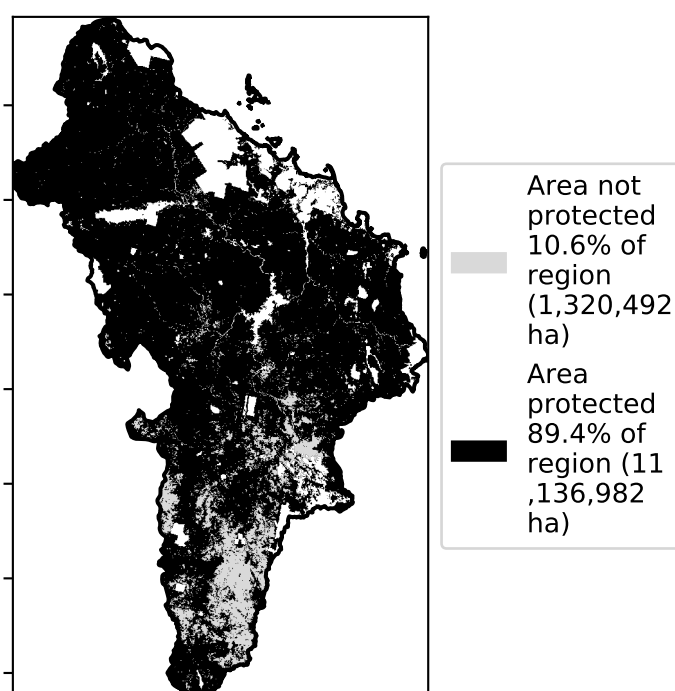 Area not
protected
10.6% of
region
(1,320,492
ha)
Area
protected
89.4% of
region (11
,136,982
ha)